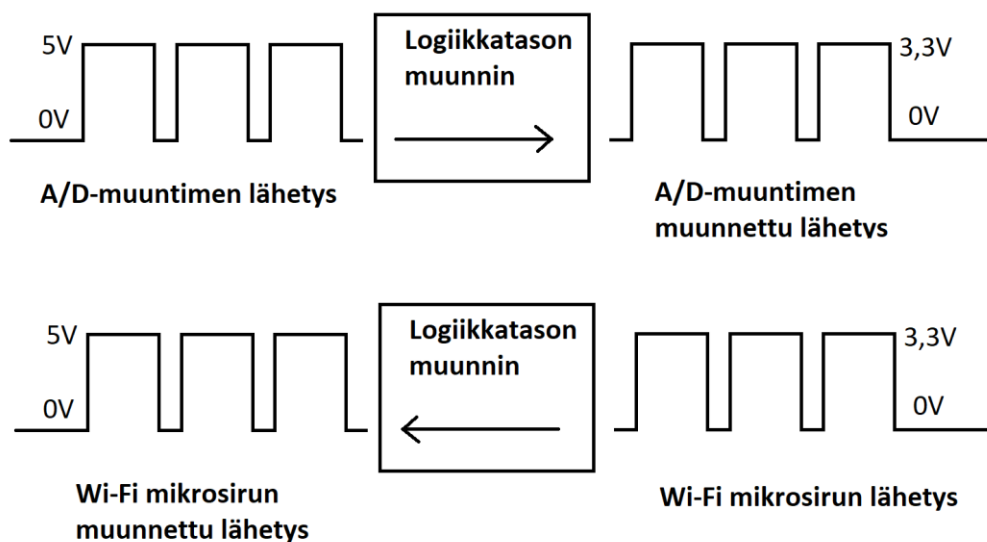 5V
0V
Logiikkatason
muunnin
3,3V
0V
A/D-muuntimen lähetys
A/D-muuntimen
muunnettu lähetys
5V
0V
Logiikkatason
muunnin
3,3V
0V
Wi-Fi mikrosirun
muunnettu lähetys
Wi-Fi mikrosirun lähetys